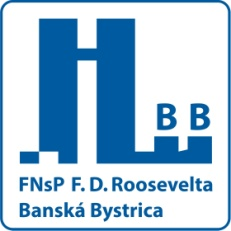 B B
FNsP F. D. Roosevelta
Banská Bystrica